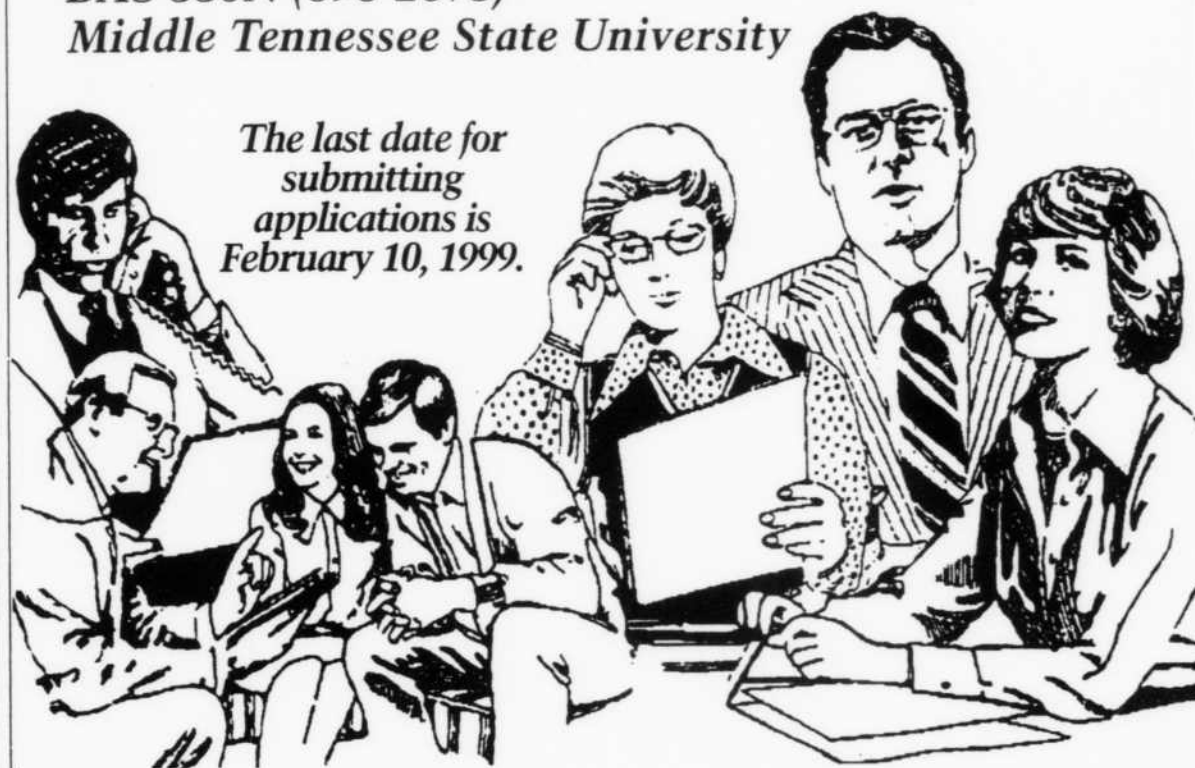 Middle Tennessee State University
The last date for
submitting
applications is
February 10, 1999.